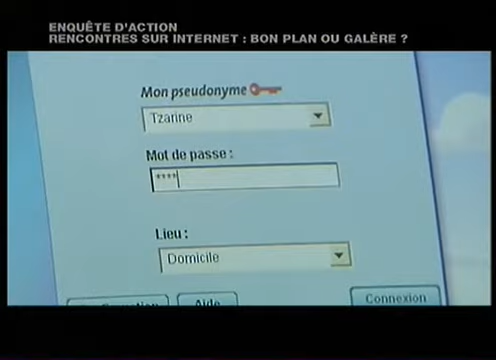 ENQUÊTE D'ACTION
RENCONTRES SUR INTERNET : BON PLAN OU GALÈRE ?
Mon pseudonyme
Tzarine
Mot de passe :
****
Lieu :
Domicile
Aide
Connexion